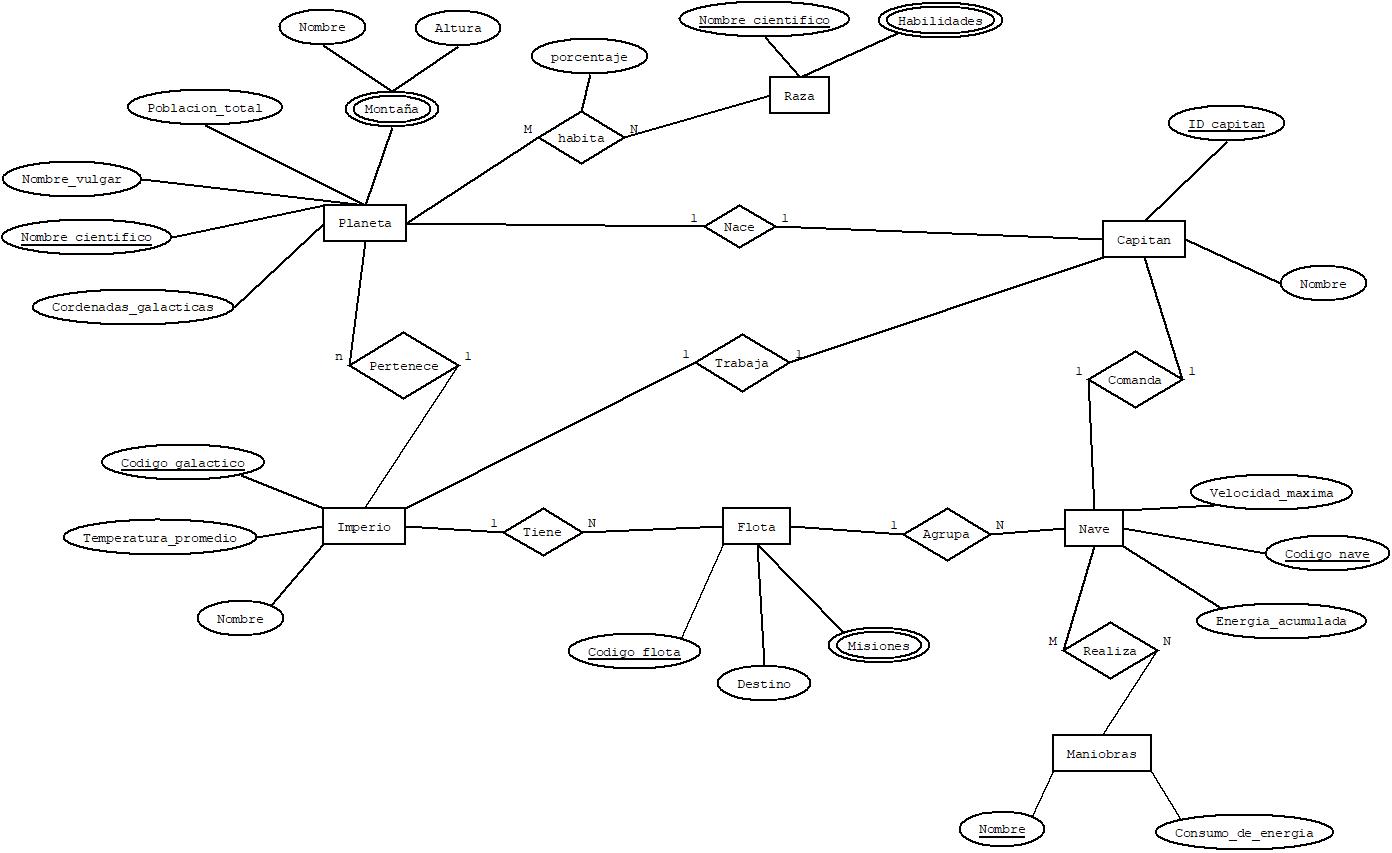 Nombre cientifico
Habilidades
Nombre
Altura
porcentaje
Raza
Poblacion_total
Montaña
M
habita
N
ID capitan
Nombre_vulgar
Planeta
1
Nace
1
Nombre cientifico
Capitan
Cordenadas_galacticas
Nombre
n
Pertenece
1
1
Trabaja
1
1
Comanda
1
Codigo galactico
Velocidad_maxima
Temperatura_promedio
Imperio
1
Tiene
N
Flota
1
Agrupa
N
Nave
Codigo nave
Nombre
Energia_acumulada
Codigo flota
Misiones
M
Realiza
N
Destino
Maniobras
Nombre
Consumo_de_energia